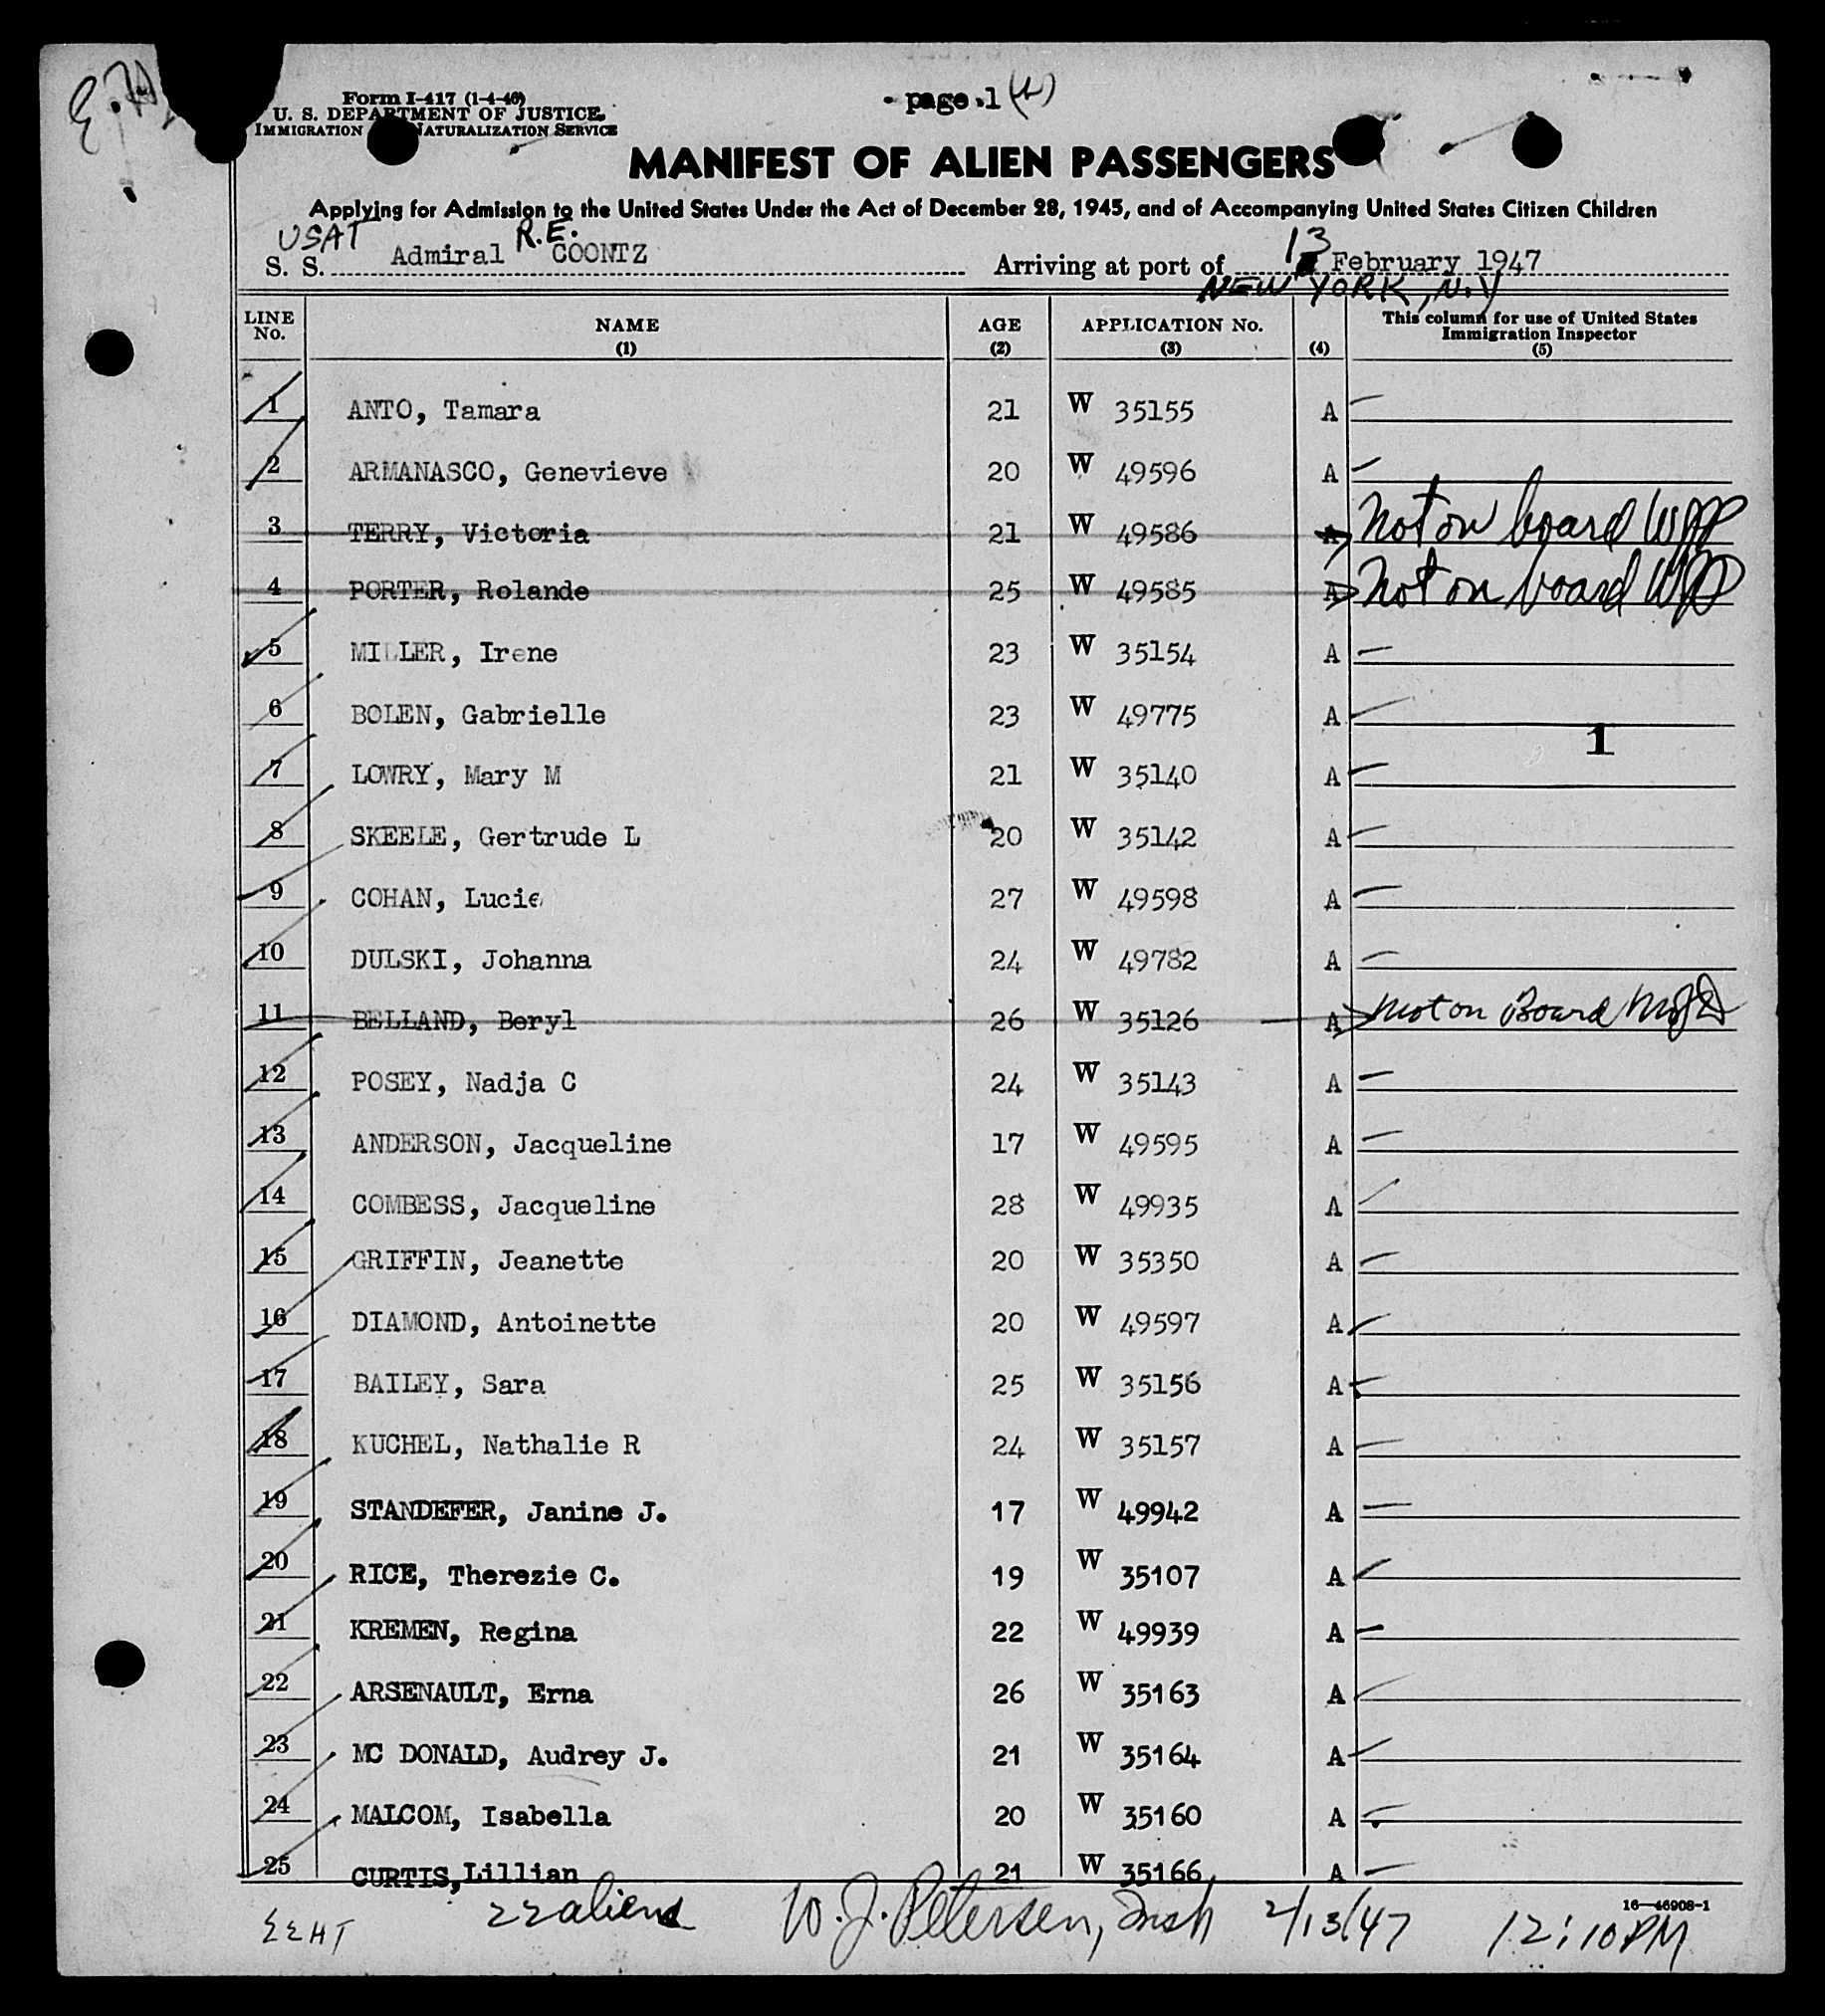 Form I-417 (1-4-46)
page 1
U. S. DEPARTMENT OF JUSTICE
IMMIGRATION NATURALIZATION SERVICE
MANIFEST OF ALIEN PASSENGERS
Applying for Admission to the United States Under the Act of December 28, 1945, and of Accompanying United States Citizen Children
USAT R.E.
S. S. Admiral COONTZ Arriving at port of 13 February 1947
NEW YORK, N.Y
LINE No. NAME (1) AGE (2) APPLICATION No. (3) (4) This column for use of United States Immigration Inspector (5)
1 ANTO, Tamara 21 W 35155 A
2 ARMANASCO, Genevieve 20 W 49596 A
3 TERRY, Victoria 21 W 49586 A Not on board WJP
4 PORTER, Rolande 25 W 49585 A Not on board WJP
5 MILLER, Irene 23 W 35154 A
6 BOLEN, Gabrielle 23 W 49775 A
1
7 LOWRY, Mary M 21 W 35140 A
8 SKEELE, Gertrude L 20 W 35142 A
9 COHAN, Lucie 27 W 49598 A
10 DULSKI, Johanna 24 W 49782 A
11 BELLAND, Beryl 26 W 35126 A Not on Board
12 POSEY, Nadja C 24 W 35143 A
13 ANDERSON, Jacqueline 17 W 49595 A
14 COMBESS, Jacqueline 28 W 49935 A
15 GRIFFIN, Jeanette 20 W 35350 A
16 DIAMOND, Antoinette 20 W 49597 A
17 BAILEY, Sara 25 W 35156 A
18 KUCHEL, Nathalie R 24 W 35157 A
19 STANDEFER, Janine J. 17 W 49942 A
20 RICE, Therezie C. 19 W 35107 A
21 KREMEN, Regina 22 W 49939 A
22 ARSENAULT, Erna 26 W 35163 A
23 MC DONALD, Audrey J. 21 W 35164 A
24 MALCOM, Isabella 20 W 35160 A
25 CURTIS, Lillian 21 W 35166 A
16—46908-1
22 aliens W. J. Petersen, Insp 2/13/47 12:10 PM